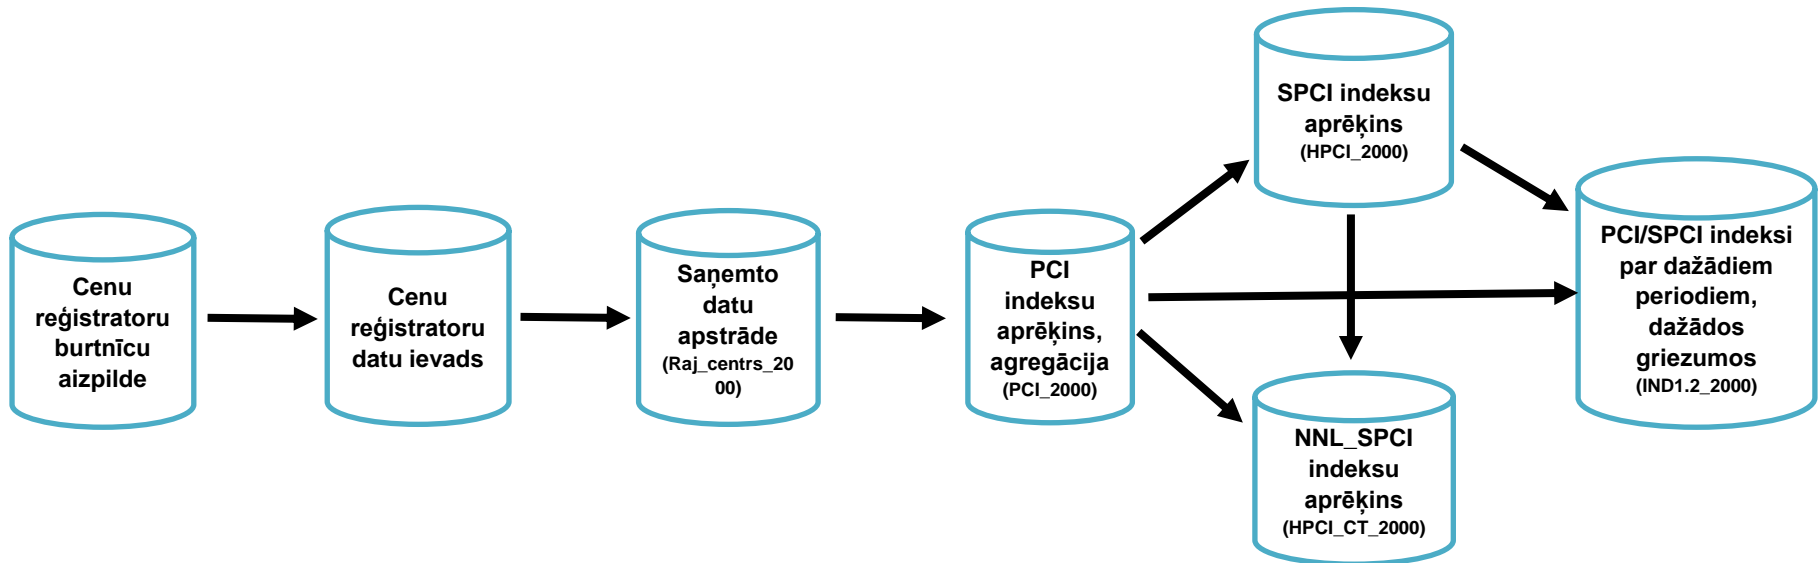 Cenu
reģistratoru
burtnīcu
aizpilde
Cenu
reģistratoru
datu ievads
Saņemto
datu
apstrāde
(Raj_centrs_20
00)
PCI
indeksu
aprēķins,
agregācija
(PCI_2000)
SPCI indeksu
aprēķins
(HPCI_2000)
NNL_SPCI
indeksu
aprēķins
(HPCI_CT_2000)
PCI/SPCI indeksi
par dažādiem
periodiem,
dažādos
griezumos
(IND1.2_2000)